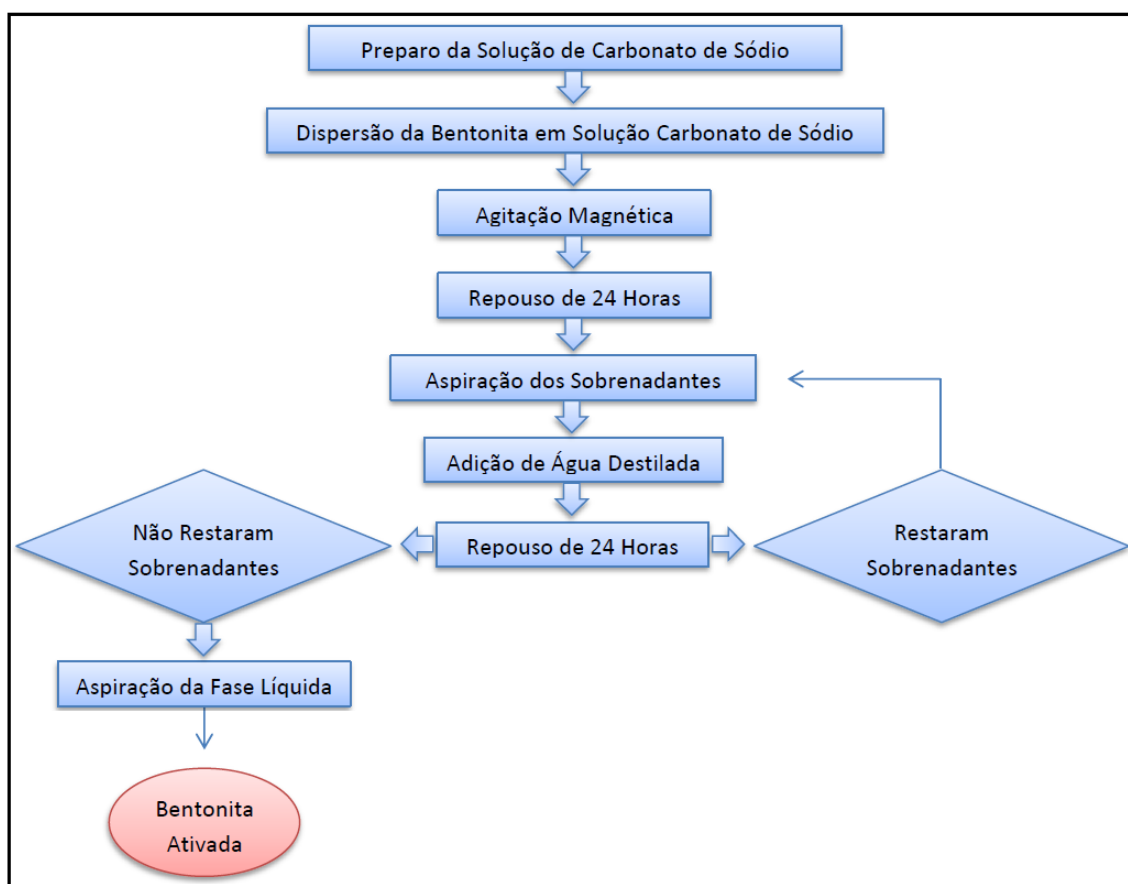 Preparo da Solução de Carbonato de Sódio
Dispersão da Bentonita em Solução Carbonato de Sódio
Agitação Magnética
Repouso de 24 Horas
Aspiração dos Sobrenadantes
Adição de Água Destilada
Não Restaram
Sobrenadantes
Repouso de 24 Horas
Restaram
Sobrenadantes
Aspiração da Fase Líquida
Bentonita
Ativada